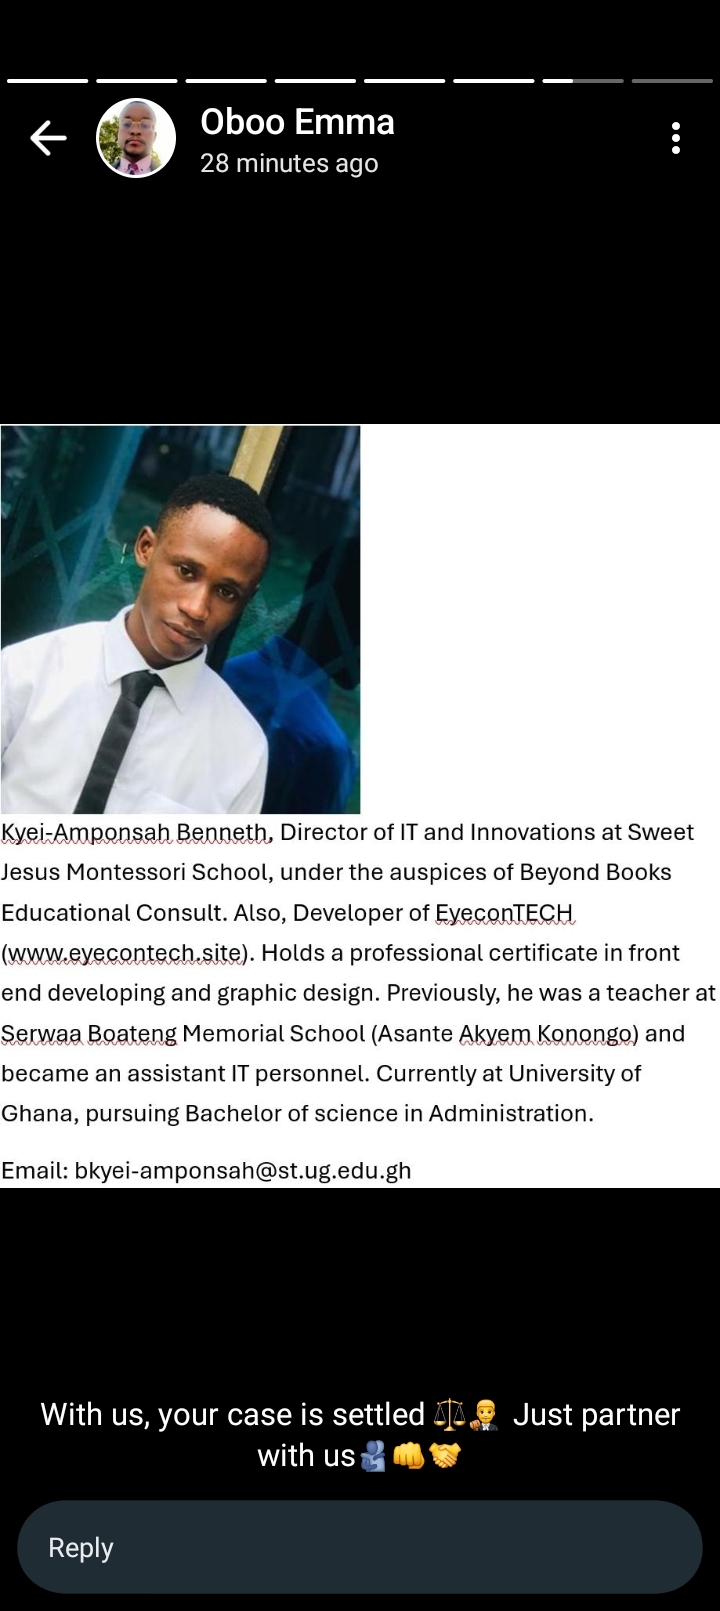 Oboo Emma
28 minutes ago
Kyei-Amponsah Benneth, Director of IT and Innovations at Sweet
Jesus Montessori School, under the auspices of Beyond Books
Educational Consult. Also, Developer of EyeconTECH
(www.eyecontech.site). Holds a professional certificate in front
end developing and graphic design. Previously, he was a teacher at
Serwaa Boateng Memorial School (Asante Akyem Konongo) and
became an assistant IT personnel. Currently at University of
Ghana, pursuing Bachelor of science in Administration.
Email: bkyei-amponsah@st.ug.edu.gh
With us, your case is settled ⚖️🧑‍⚖️ Just partner
with us🫂👊🤝
Reply